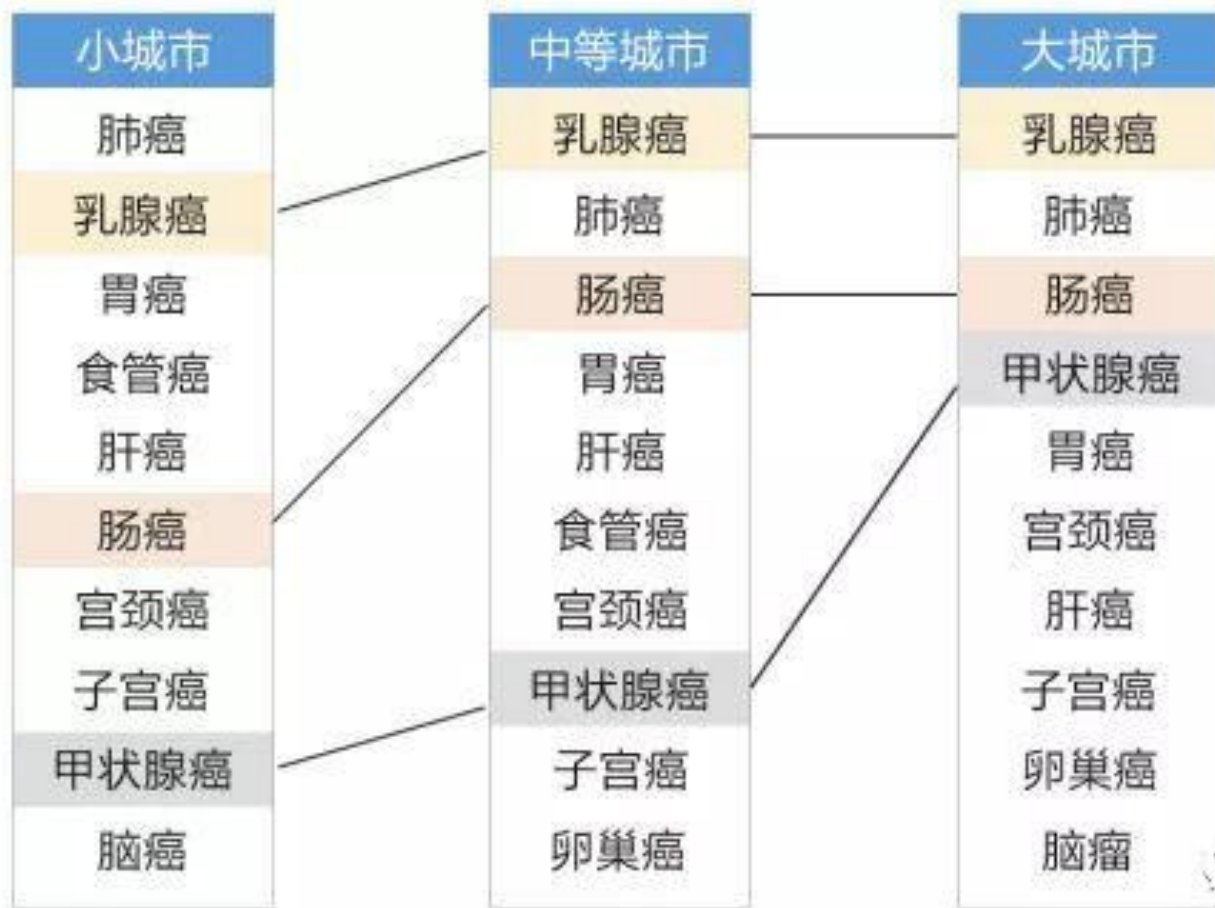 小城市 中等城市 大城市
肺癌 乳腺癌 乳腺癌
乳腺癌 肺癌 肺癌
胃癌 肠癌 肠癌
食管癌 胃癌 甲状腺癌
肝癌 肝癌 胃癌
肠癌 食管癌 宫颈癌
宫颈癌 宫颈癌 肝癌
子宫癌 甲状腺癌 子宫癌
甲状腺癌 子宫癌 卵巢癌
脑癌 卵巢癌 脑瘤